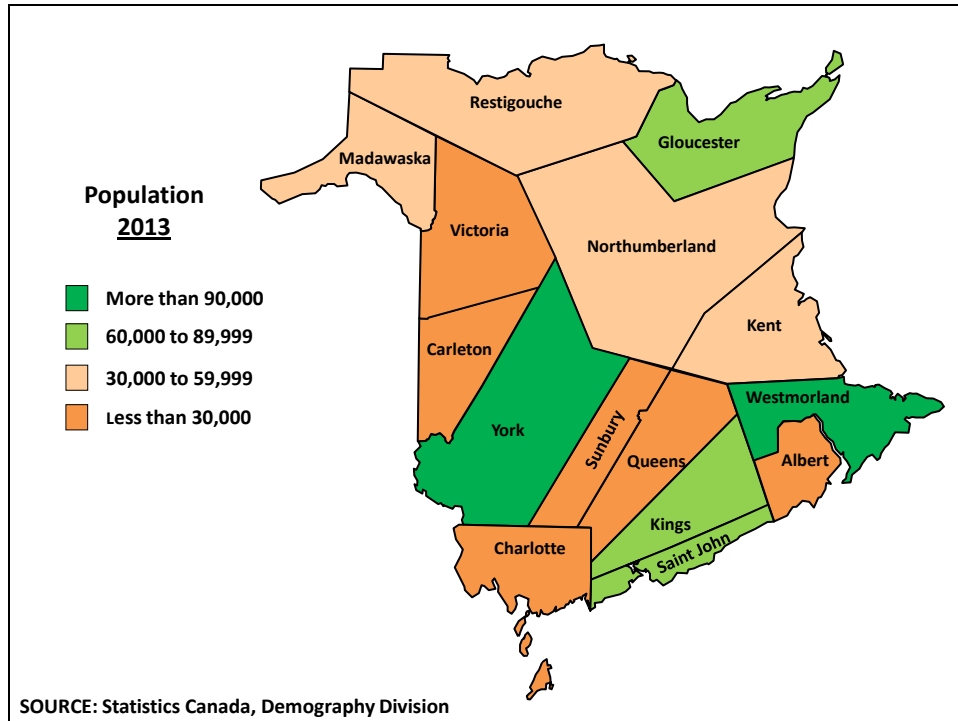 Population
2013
More than 90,000
60,000 to 89,999
30,000 to 59,999
Less than 30,000
Restigouche
Gloucester
Madawaska
Victoria
Northumberland
Kent
Carleton
Westmorland
York
Sunbury
Queens
Albert
Kings
Saint John
Charlotte
SOURCE: Statistics Canada, Demography Division